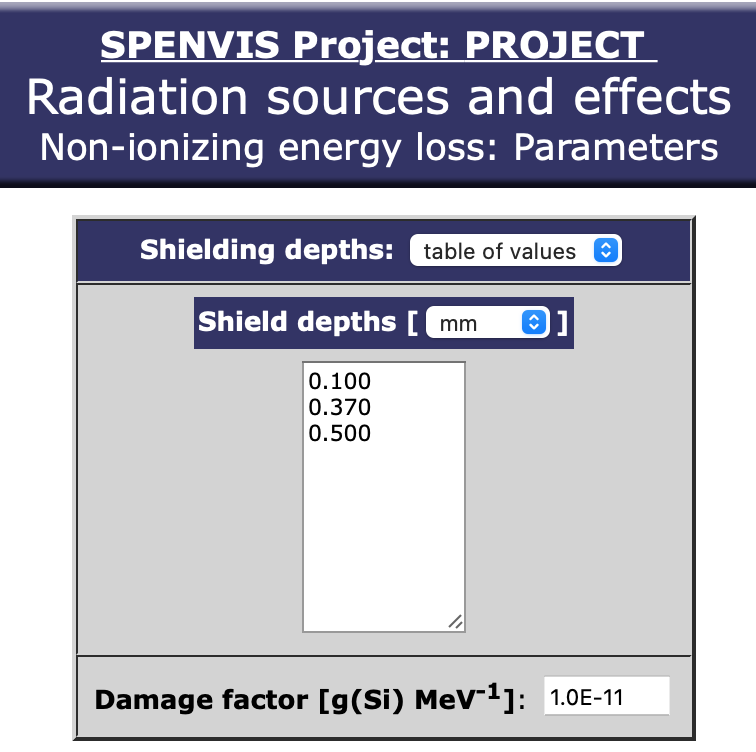 SPENVIS Project: PROJECT
Radiation sources and effects
Non-ionizing energy loss: Parameters
Shielding depths: table of values
Shield depths [ mm ]
0.100
0.370
0.500
Damage factor [g(Si) MeV⁻¹]: 1.0E-11